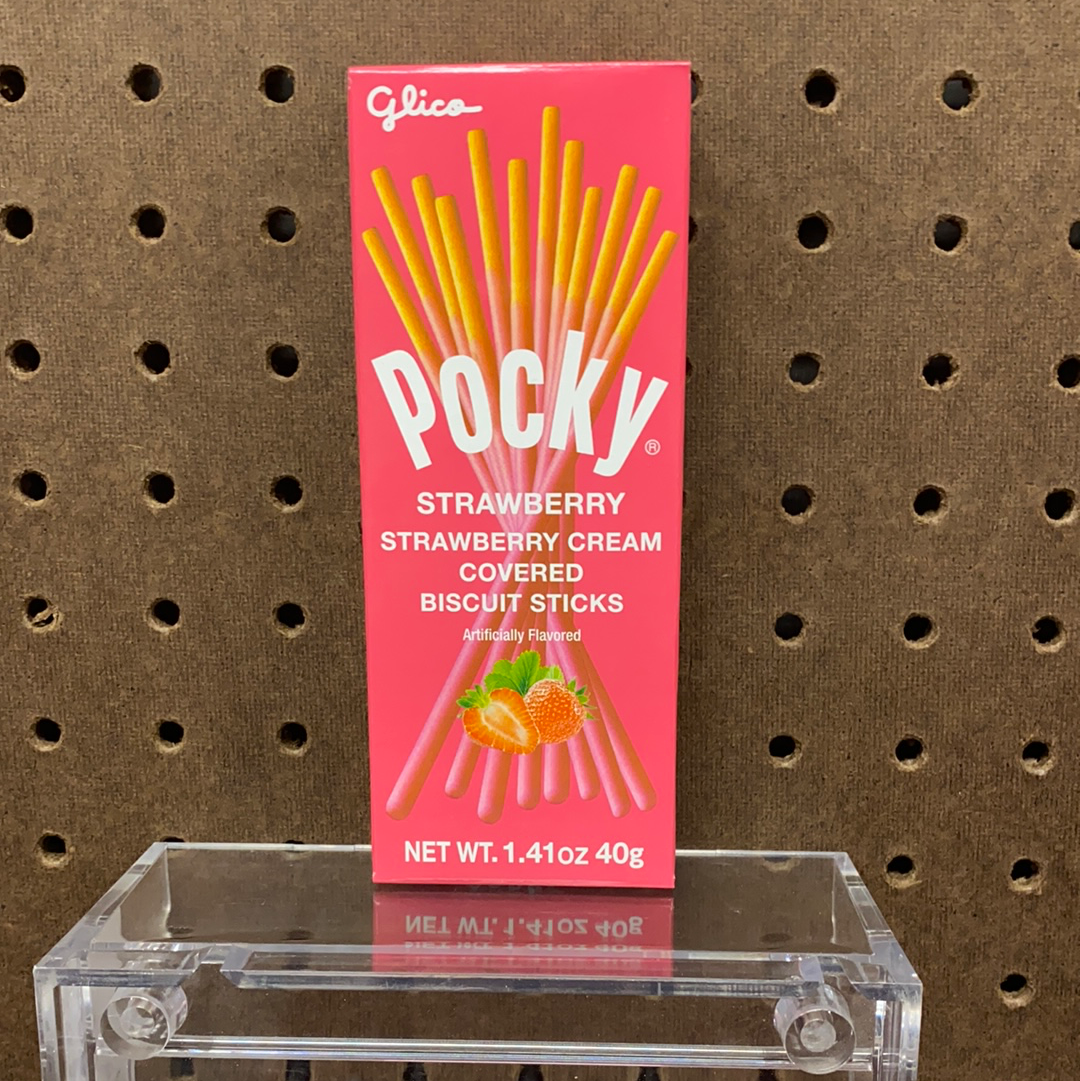 Glico
Pocky®
STRAWBERRY
STRAWBERRY CREAM
COVERED
BISCUIT STICKS
Artificially Flavored
NET WT. 1.41oz 40g